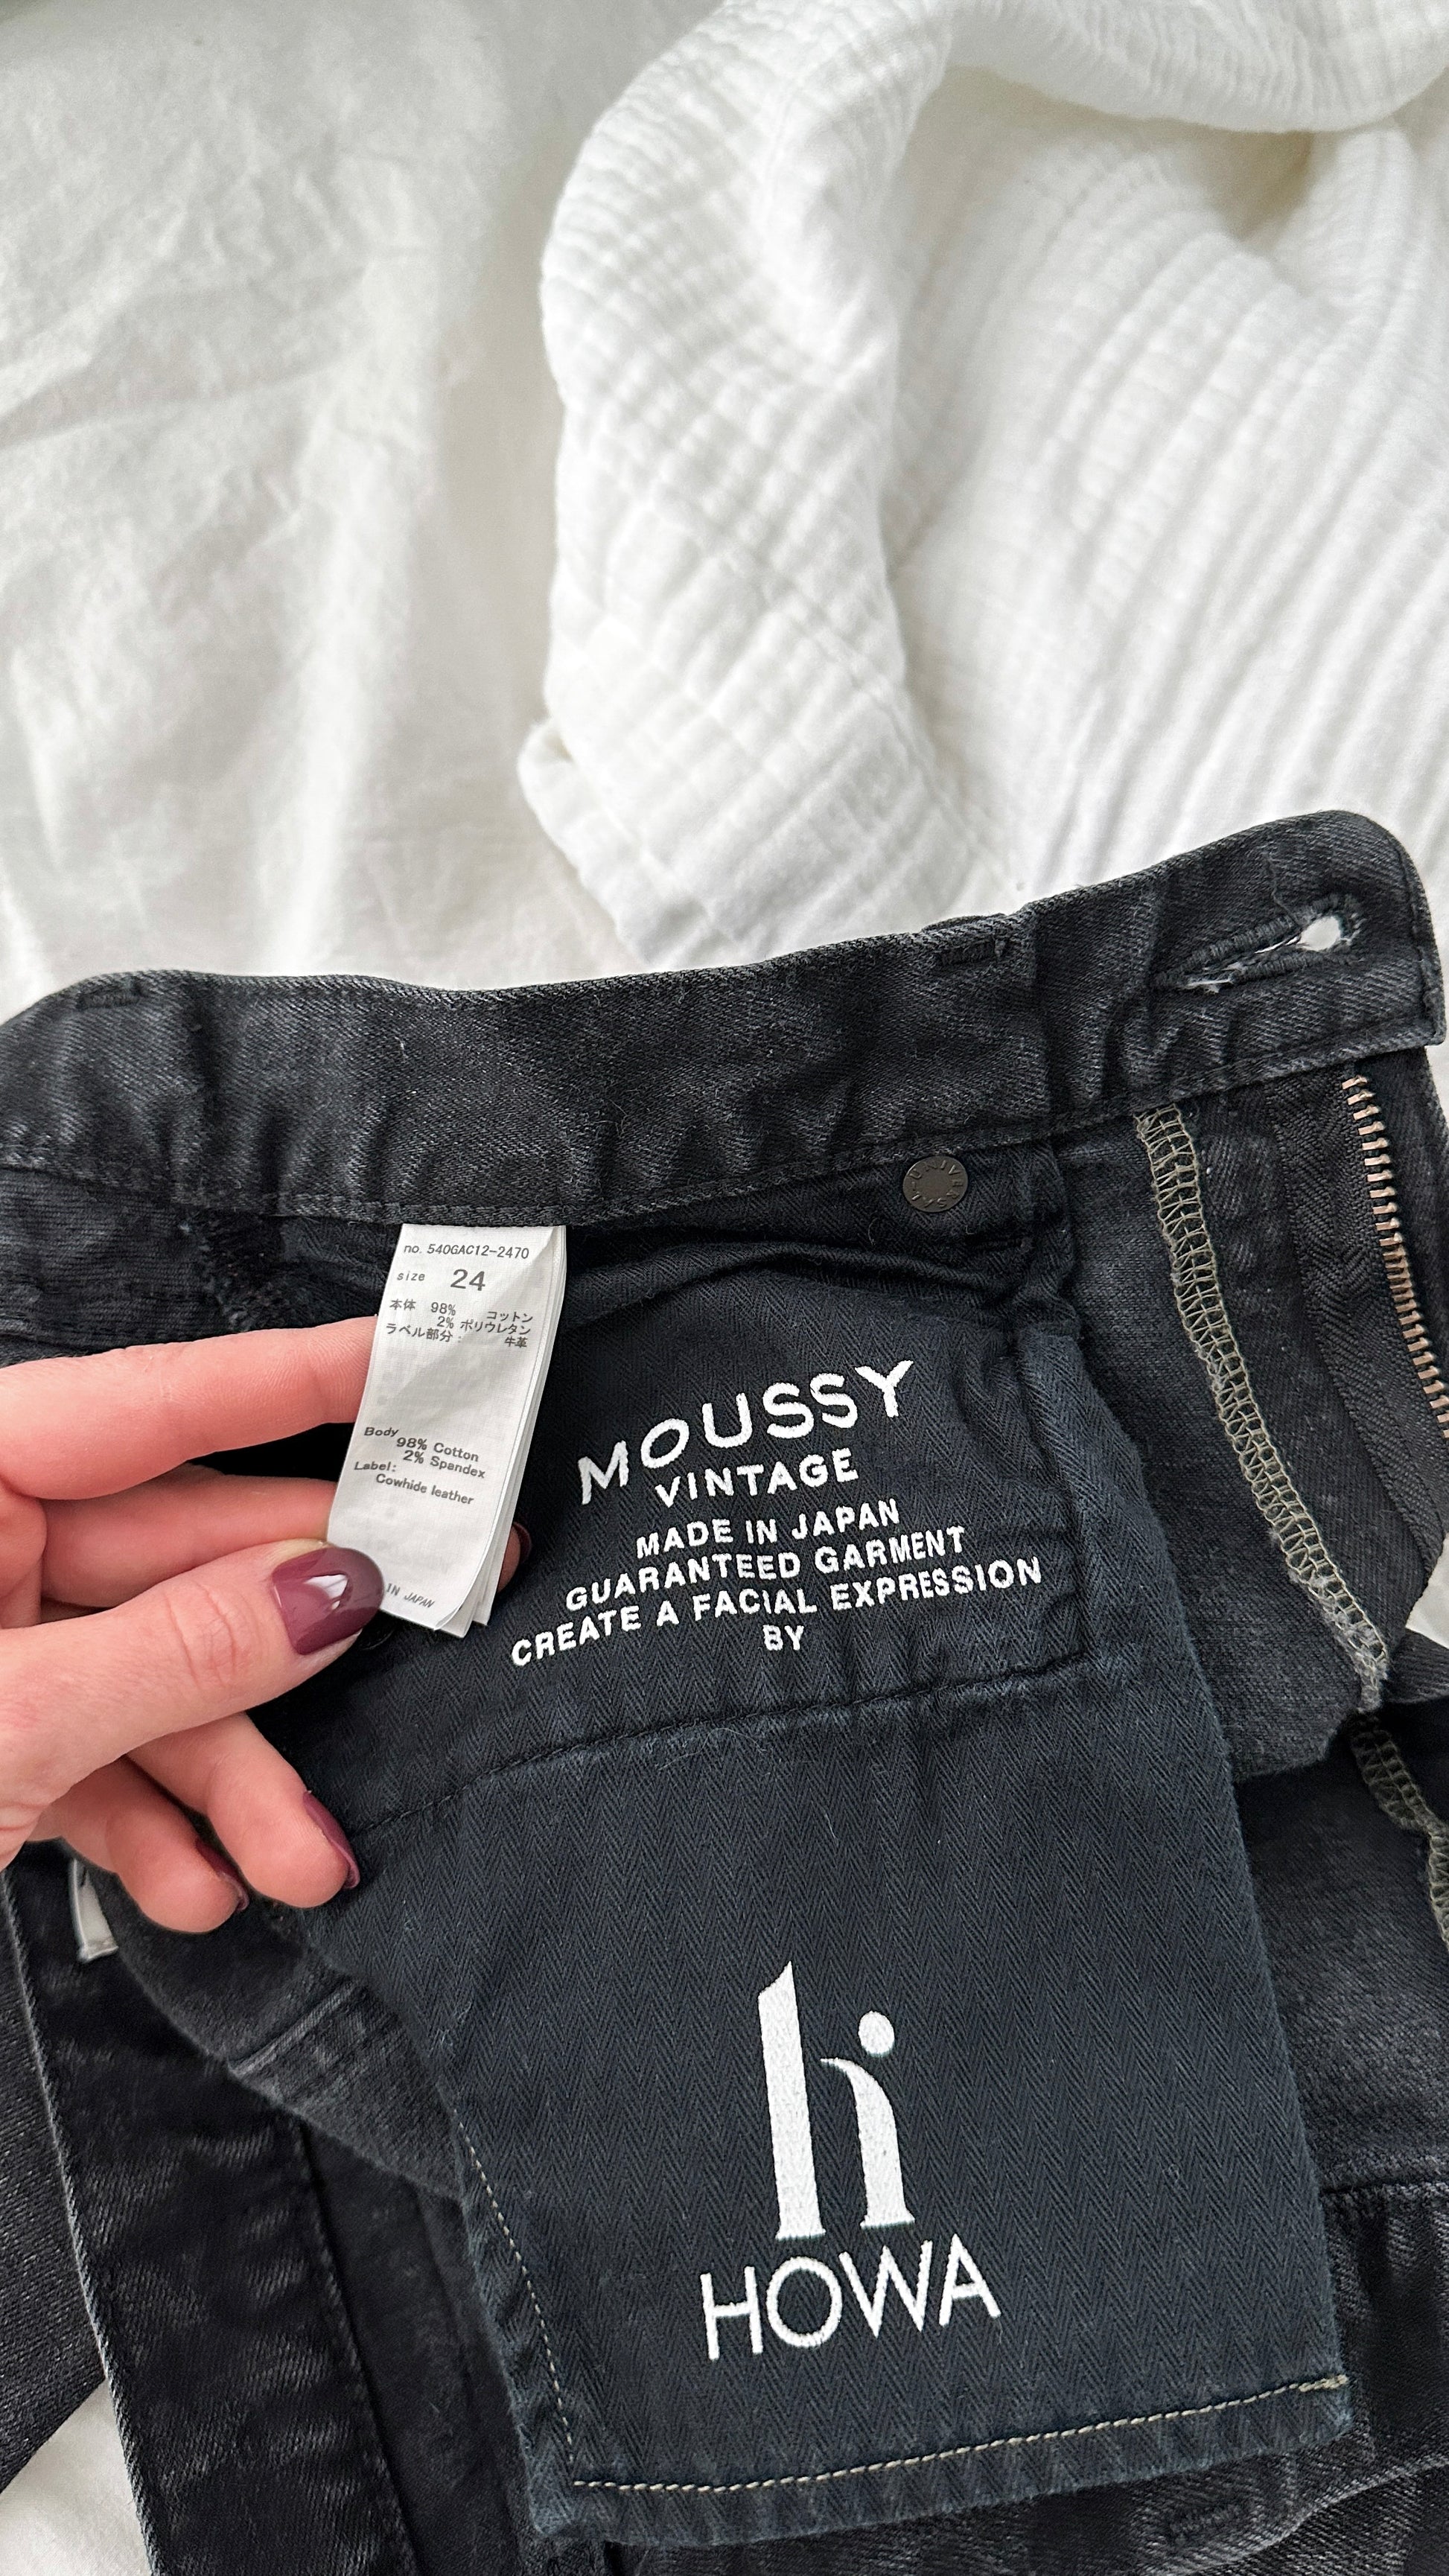 no. 540GAC12-2470
size 24
本体 98% コットン
2% ポリウレタン
ラベル部分: 牛革
Body
98% Cotton
2% Spandex
Label:
Cowhide leather
IN JAPAN
UNIVERSAL
MOUSSY
VINTAGE
MADE IN JAPAN
GUARANTEED GARMENT
CREATE A FACIAL EXPRESSION
BY
HOWA